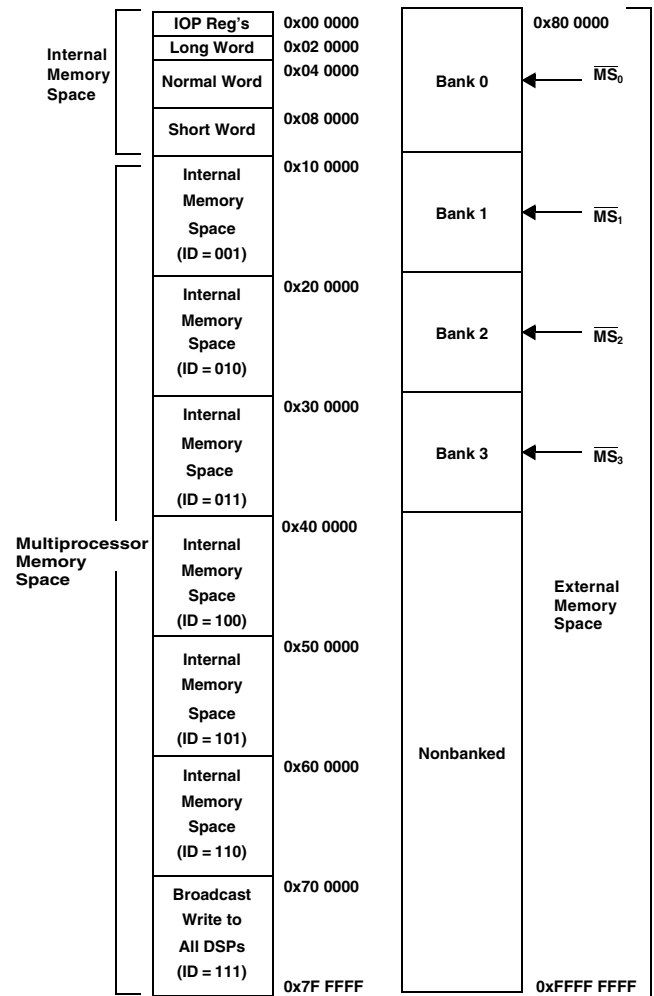 Internal
Memory
Space
IOP Reg's
0x00 0000
Long Word
0x02 0000
Normal Word
0x04 0000
Short Word
0x08 0000
Multiprocessor
Memory
Space
Internal
Memory
Space
(ID = 001)
0x10 0000
Internal
Memory
Space
(ID = 010)
0x20 0000
Internal
Memory
Space
(ID = 011)
0x30 0000
Internal
Memory
Space
(ID = 100)
0x40 0000
Internal
Memory
Space
(ID = 101)
0x50 0000
Internal
Memory
Space
(ID = 110)
0x60 0000
Broadcast
Write to
All DSPs
(ID = 111)
0x70 0000
0x7F FFFF
Bank 0
0x80 0000
MS0
Bank 1
MS1
Bank 2
MS2
Bank 3
MS3
Nonbanked
External
Memory
Space
0xFFFF FFFF